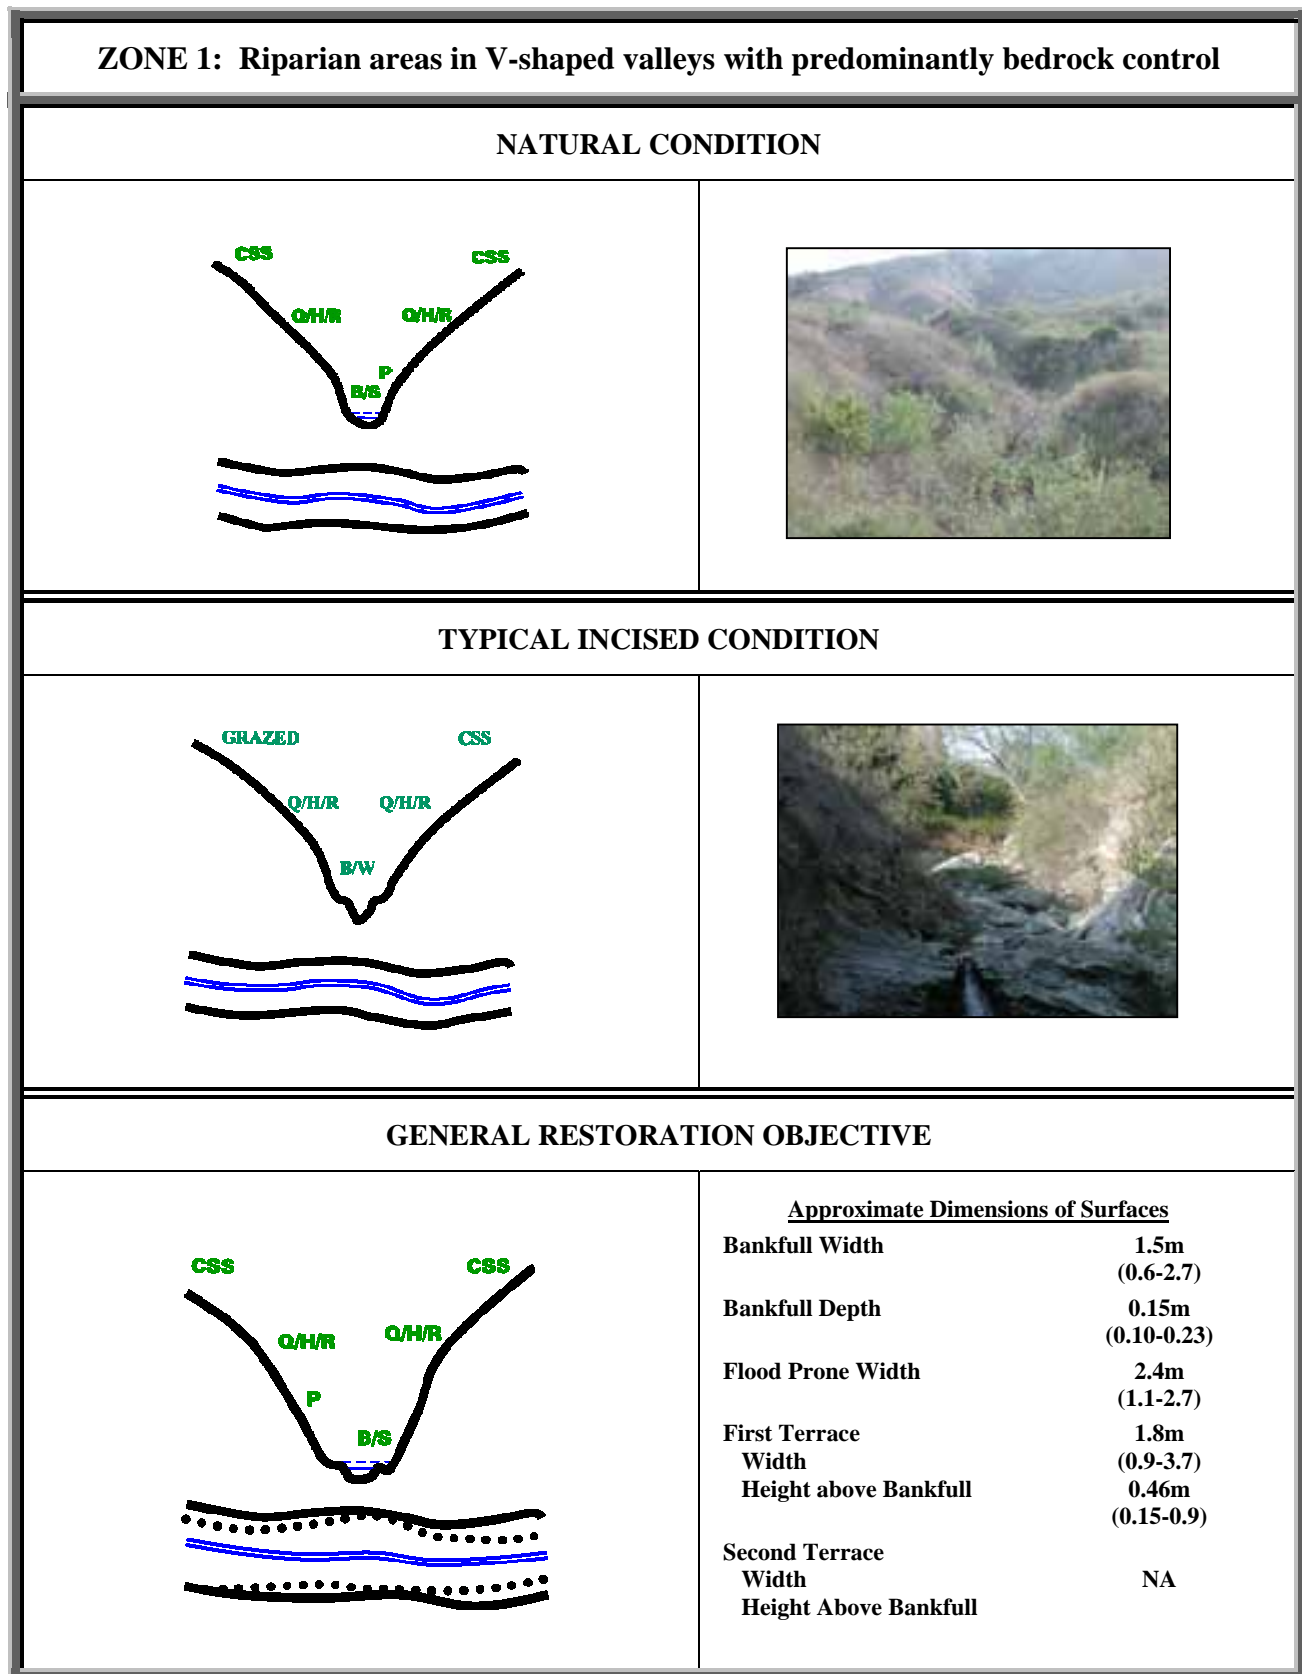 ZONE 1: Riparian areas in V-shaped valleys with predominantly bedrock control
NATURAL CONDITION
CSS CSS
Q/H/R Q/H/R
P
B/S
TYPICAL INCISED CONDITION
GRAZED CSS
Q/H/R Q/H/R
B/W
GENERAL RESTORATION OBJECTIVE
CSS CSS
Q/H/R Q/H/R
P
B/S
Approximate Dimensions of Surfaces
Bankfull Width 1.5m
(0.6-2.7)
Bankfull Depth 0.15m
(0.10-0.23)
Flood Prone Width 2.4m
(1.1-2.7)
First Terrace 1.8m
Width (0.9-3.7)
Height above Bankfull 0.46m
(0.15-0.9)
Second Terrace
Width NA
Height Above Bankfull